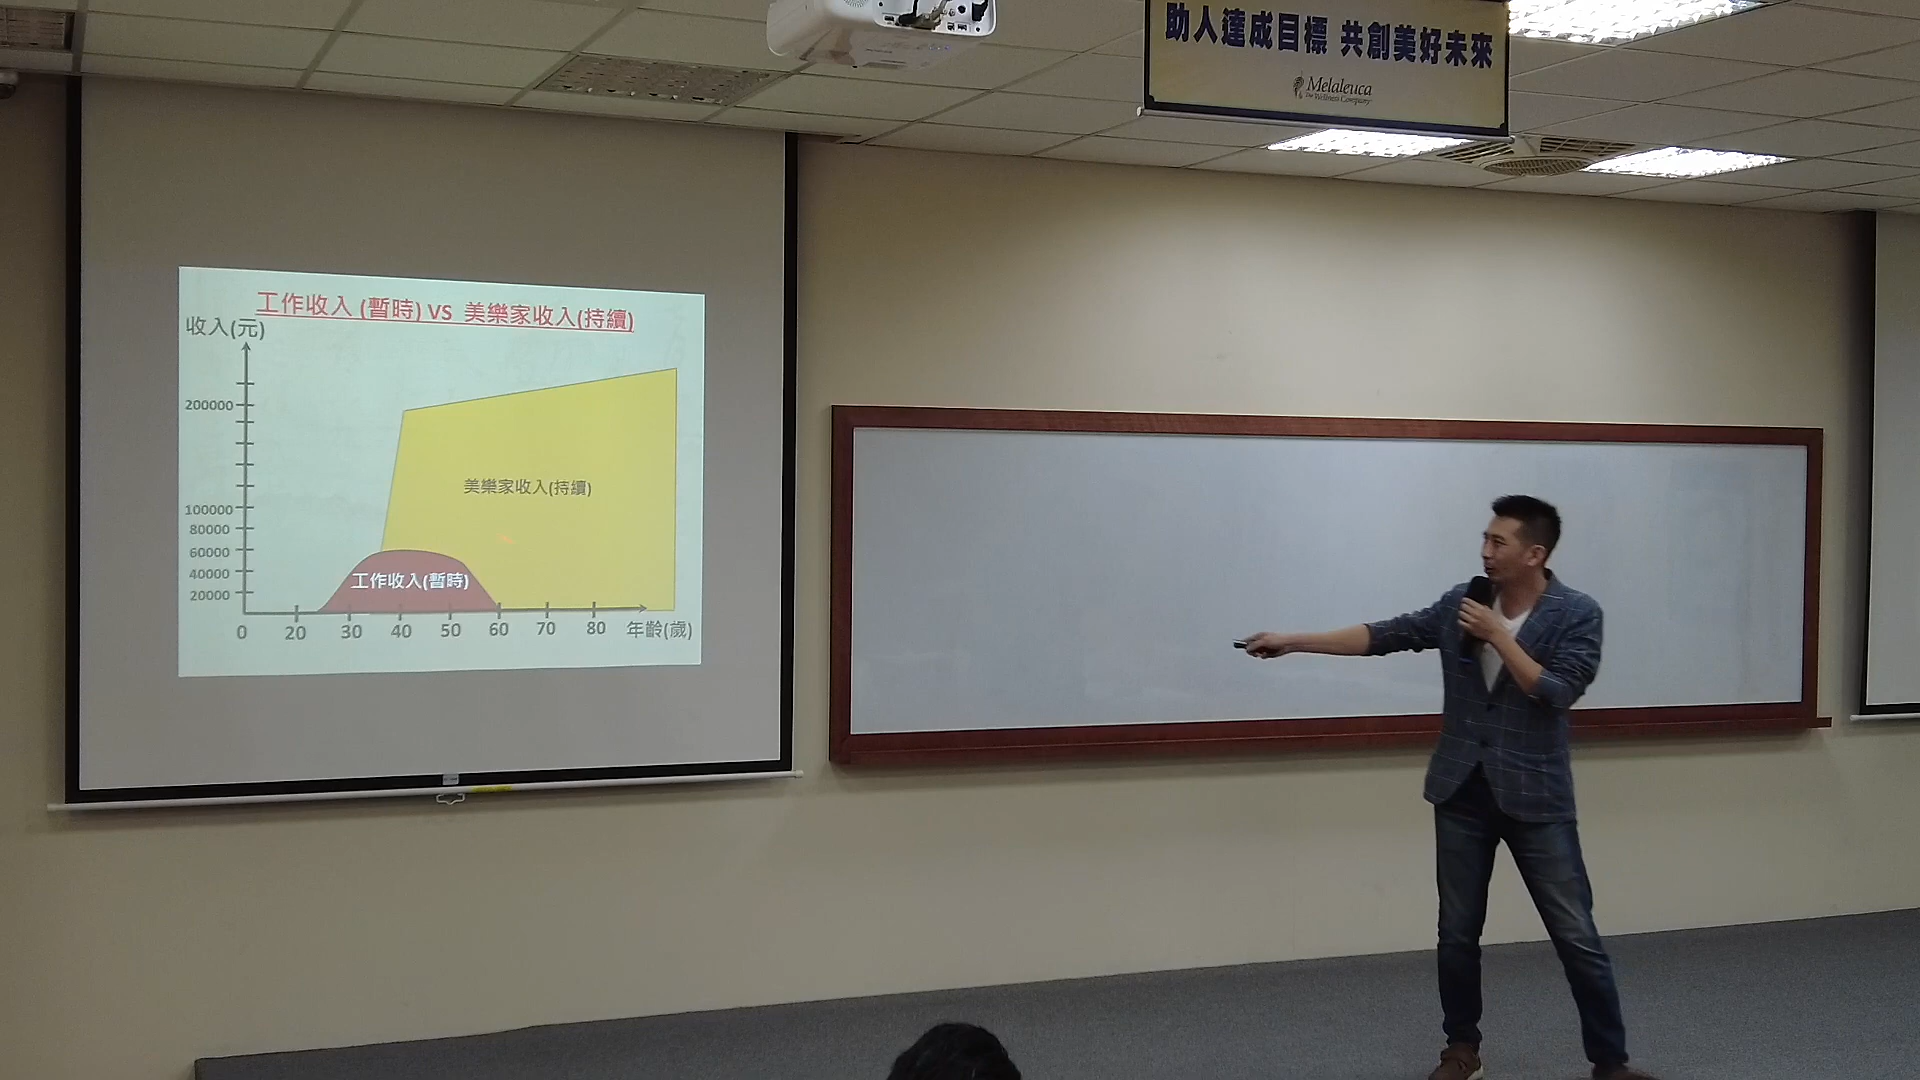 助人達成目標 共創美好未來
Melaleuca
The Wellness Company
工作收入 (暫時) VS 美樂家收入(持續)
收入(元)
200000
100000
80000
60000
40000
20000
美樂家收入(持續)
工作收入(暫時)
0 20 30 40 50 60 70 80 年齡(歲)